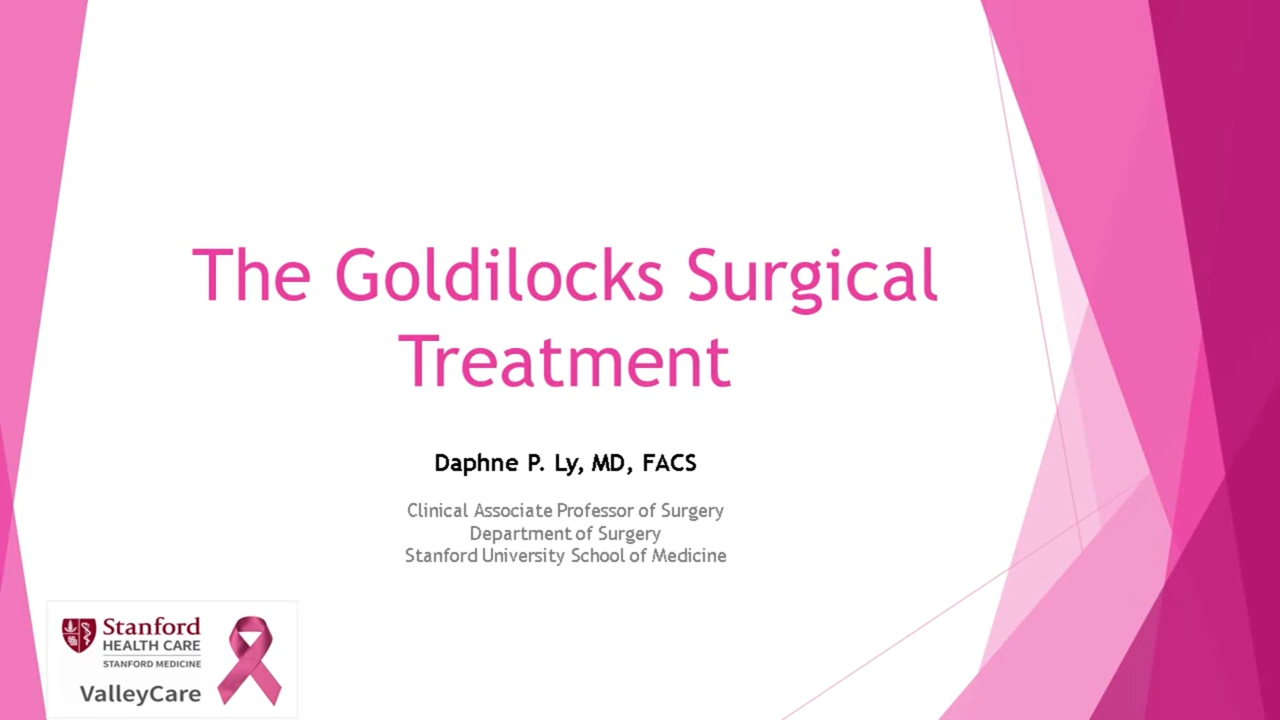 The Goldilocks Surgical
Treatment
Daphne P. Ly, MD, FACS
Clinical Associate Professor of Surgery
Department of Surgery
Stanford University School of Medicine
Stanford
HEALTH CARE
STANFORD MEDICINE
ValleyCare